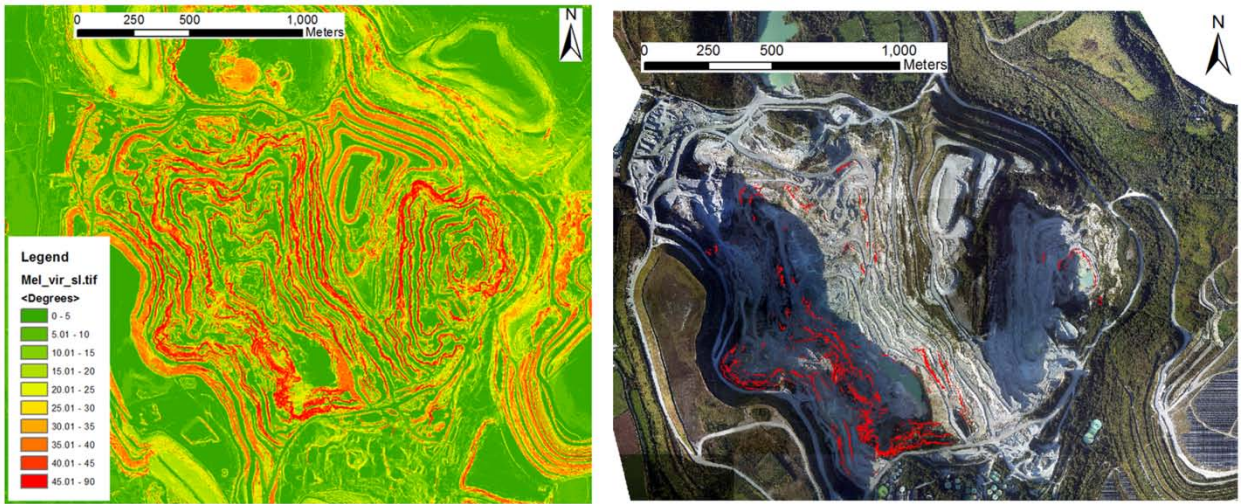 0 250 500 1,000
Meters
N
Legend
Mel_vir_sl.tif
<Degrees>
0 - 5
5.01 - 10
10.01 - 15
15.01 - 20
20.01 - 25
25.01 - 30
30.01 - 35
35.01 - 40
40.01 - 45
45.01 - 90
0 250 500 1,000
Meters
N